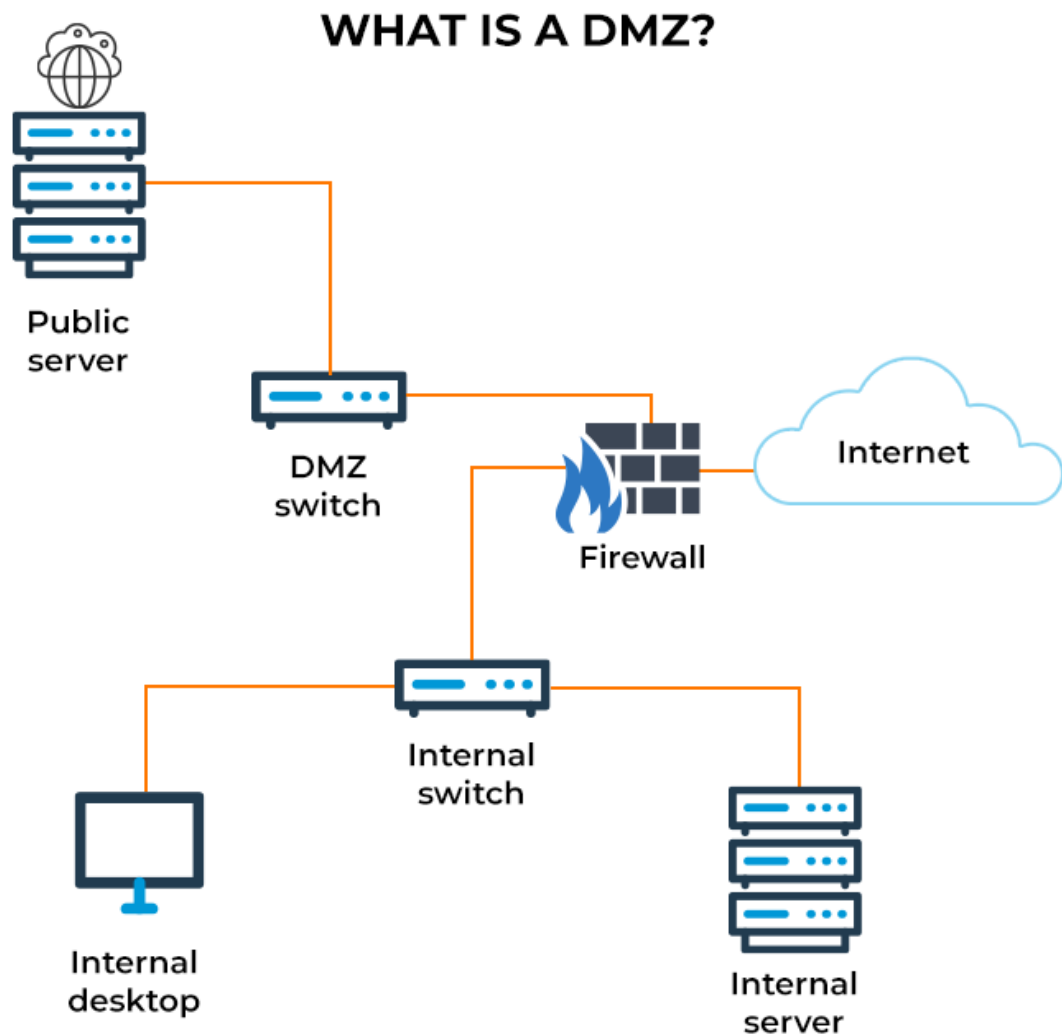 WHAT IS A DMZ?
Public
server
DMZ
switch
Internet
Firewall
Internal
switch
Internal
desktop
Internal
server